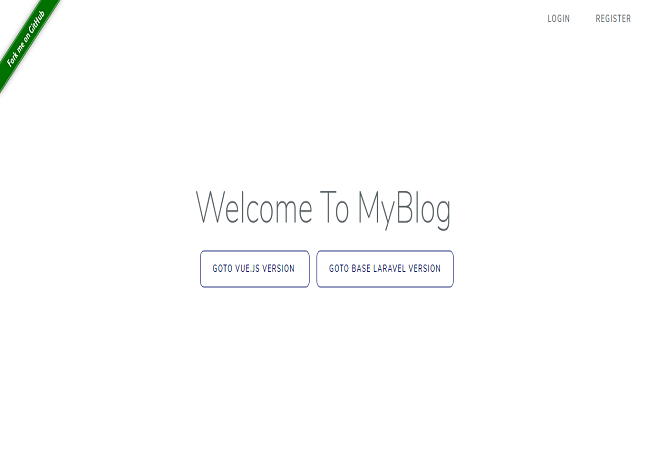 Fork me on GitHub
LOGIN REGISTER
Welcome To MyBlog
GOTO VUE.JS VERSION GOTO BASE LARAVEL VERSION